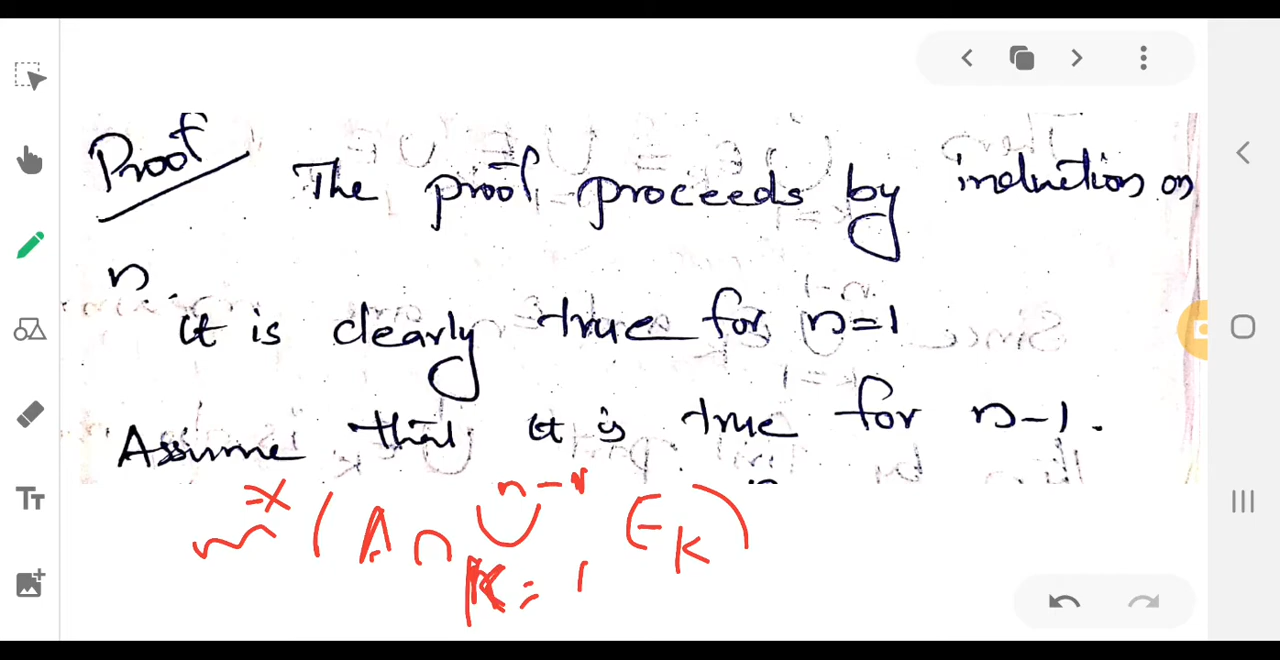 Proof The proof proceeds by induction on
n.
it is clearly true for n=1
Assume that it is true for n-1.
m* ( A ∩ ∪ n-1 K=1 E_K )
TT